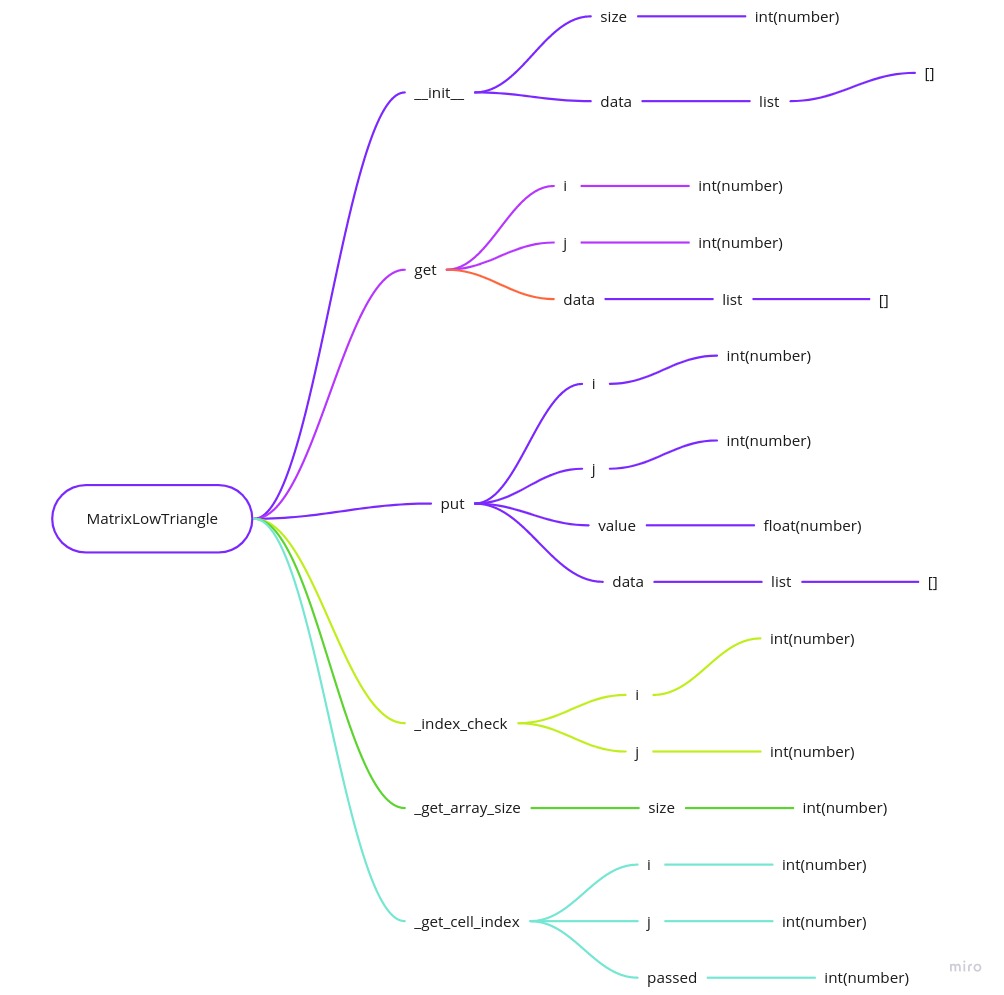 size int(number)
__init__
data list []
i int(number)
j int(number)
get
data list []
i int(number)
j int(number)
MatrixLowTriangle
put
value float(number)
data list []
_index_check
i int(number)
j int(number)
_get_array_size size int(number)
_get_cell_index
i int(number)
j int(number)
passed int(number)
miro